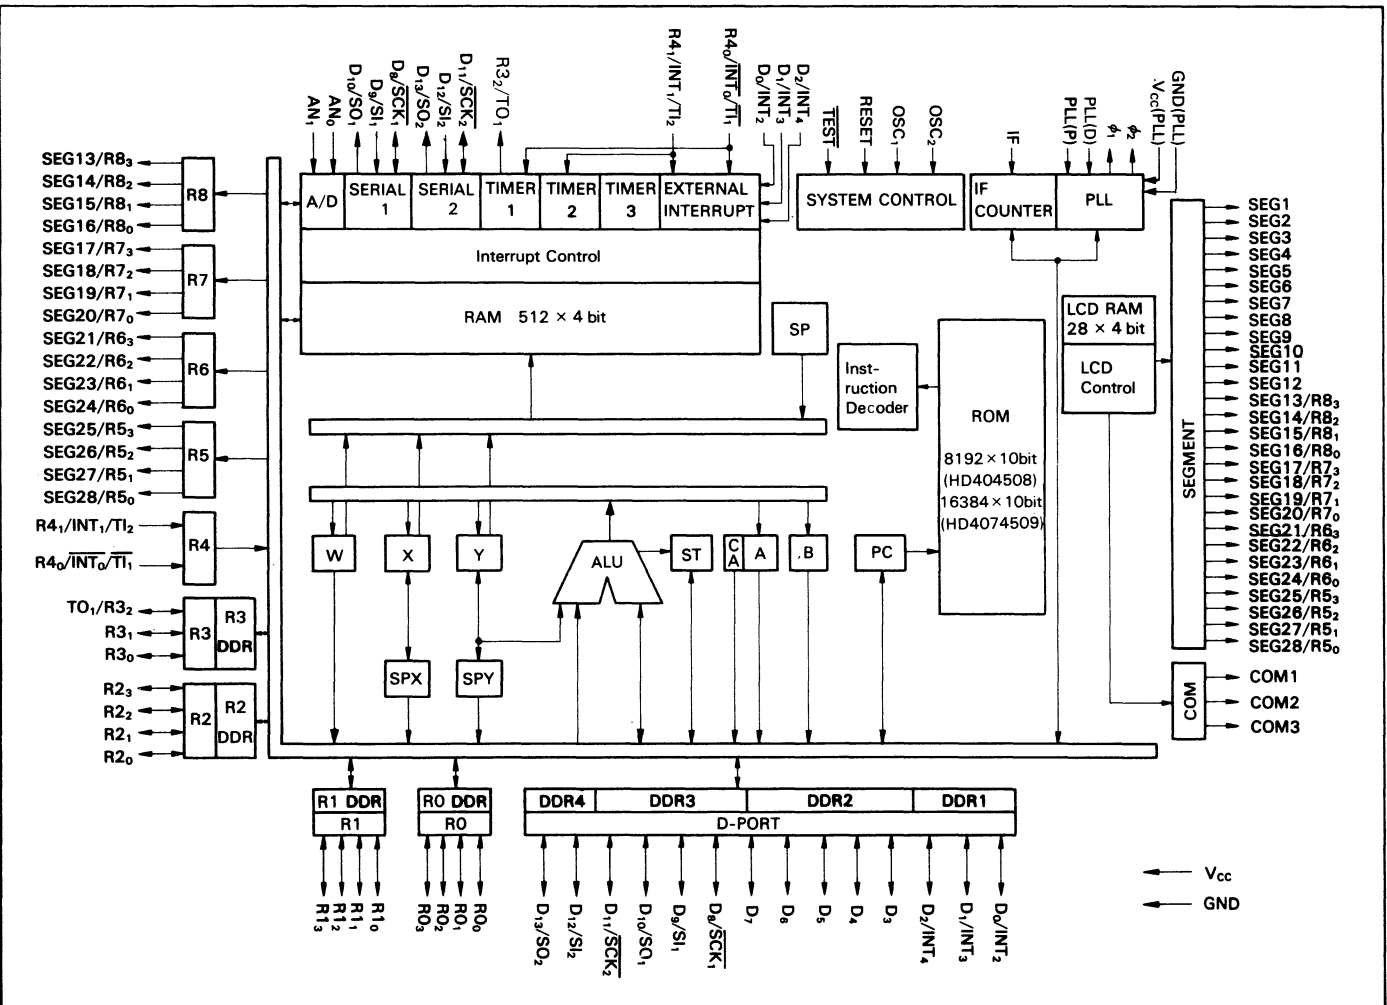 AN₁
AN₀
D₁₀/SO₁
D₉/SI₁
D₈/S̅C̅K̅₁
D₁₃/SO₂
D₁₂/SI₂
D₁₁/S̅C̅K̅₂
R3₂/TO₁
R4₁/INT₁/TI₂
R4₀/I̅N̅T̅₀/T̅I̅₁
D₀/INT₂
D₁/INT₃
D₂/INT₄
T̅E̅S̅T̅
RESET
OSC₁
OSC₂
IF
PLL(P)
PLL(D)
ϕ₁
ϕ₂
.Vcc(PLL)
GND(PLL)
SEG13/R8₃
SEG14/R8₂
SEG15/R8₁
SEG16/R8₀
R8
SEG17/R7₃
SEG18/R7₂
SEG19/R7₁
SEG20/R7₀
R7
SEG21/R6₃
SEG22/R6₂
SEG23/R6₁
SEG24/R6₀
R6
SEG25/R5₃
SEG26/R5₂
SEG27/R5₁
SEG28/R5₀
R5
R4₁/INT₁/TI₂
R4₀/I̅N̅T̅₀/T̅I̅₁
R4
TO₁/R3₂
R3₁
R3₀
R3
R3
DDR
R2₃
R2₂
R2₁
R2₀
R2
R2
DDR
A/D
SERIAL
1
SERIAL
2
TIMER
1
TIMER
2
TIMER
3
EXTERNAL
INTERRUPT
Interrupt Control
RAM 512 × 4 bit
SYSTEM CONTROL
IF
COUNTER
PLL
SP
Inst-
ruction
Decoder
ROM
8192×10bit
(HD404508)
16384×10bit
(HD4074509)
LCD RAM
28 × 4 bit
LCD
Control
W
X
Y
ALU
ST
CA
A
.B
PC
SPX
SPY
SEGMENT
SEG1
SEG2
SEG3
SEG4
SEG5
SEG6
SEG7
SEG8
SEG9
SEG10
SEG11
SEG12
SEG13/R8₃
SEG14/R8₂
SEG15/R8₁
SEG16/R8₀
SEG17/R7₃
SEG18/R7₂
SEG19/R7₁
SEG20/R7₀
SEG21/R6₃
SEG22/R6₂
SEG23/R6₁
SEG24/R6₀
SEG25/R5₃
SEG26/R5₂
SEG27/R5₁
SEG28/R5₀
COM
COM1
COM2
COM3
R1 DDR
R1
R1₃
R1₂
R1₁
R1₀
R0 DDR
R0
R0₃
R0₂
R0₁
R0₀
DDR4
DDR3
DDR2
DDR1
D-PORT
D₁₃/SO₂
D₁₂/SI₂
D₁₁/S̅C̅K̅₂
D₁₀/SO₁
D₉/SI₁
D₈/S̅C̅K̅₁
D₇
D₆
D₅
D₄
D₃
D₂/INT₄
D₁/INT₃
D₀/INT₂
Vcc
GND